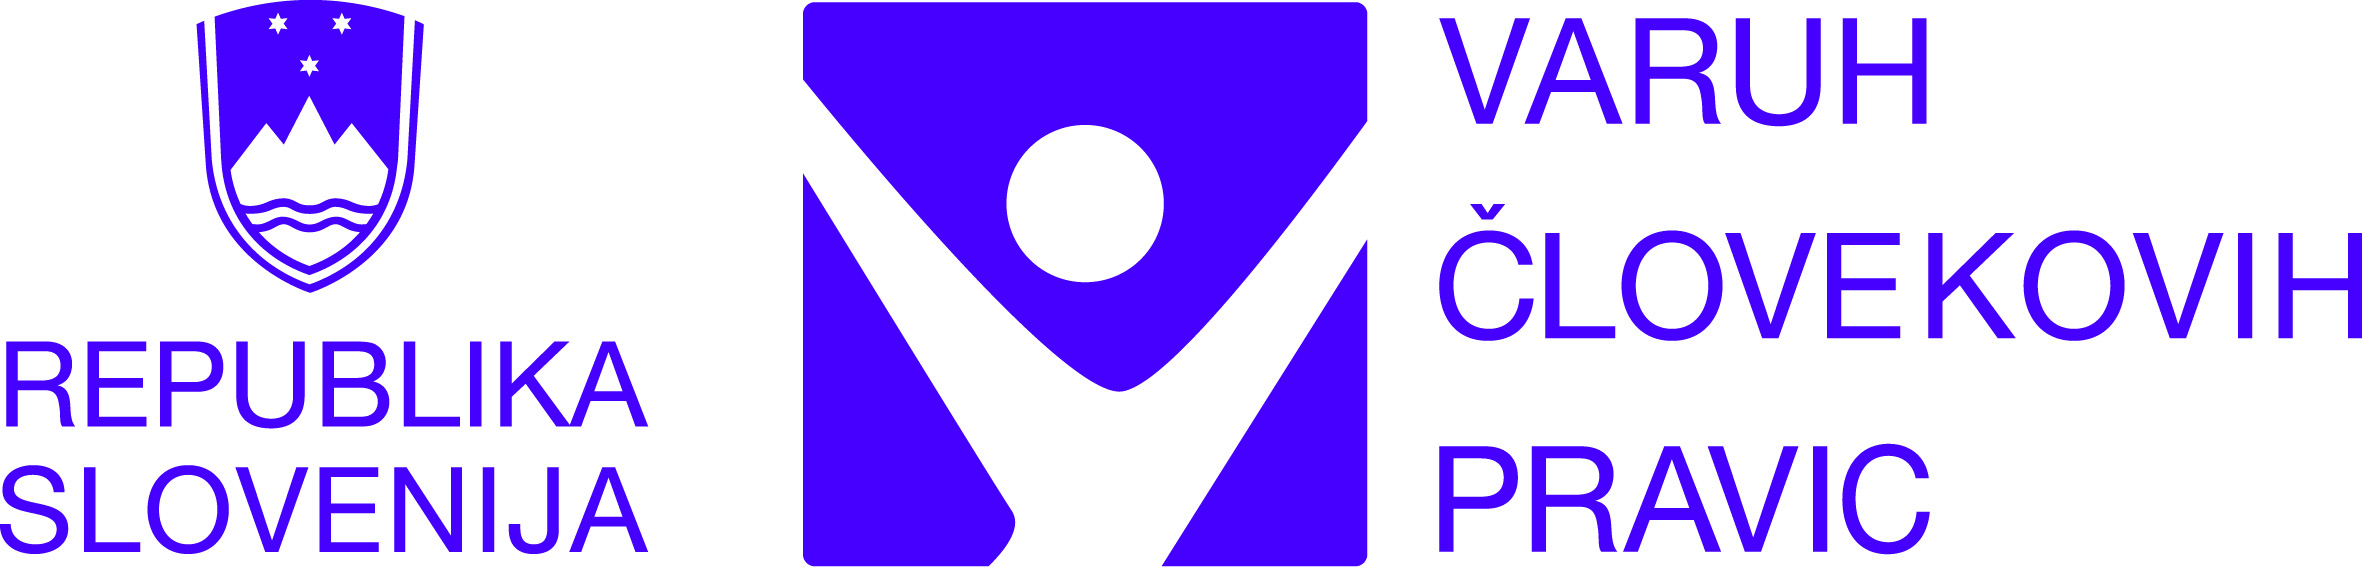 REPUBLIKA
SLOVENIJA
VARUH
ČLOVEKOVIH
PRAVIC